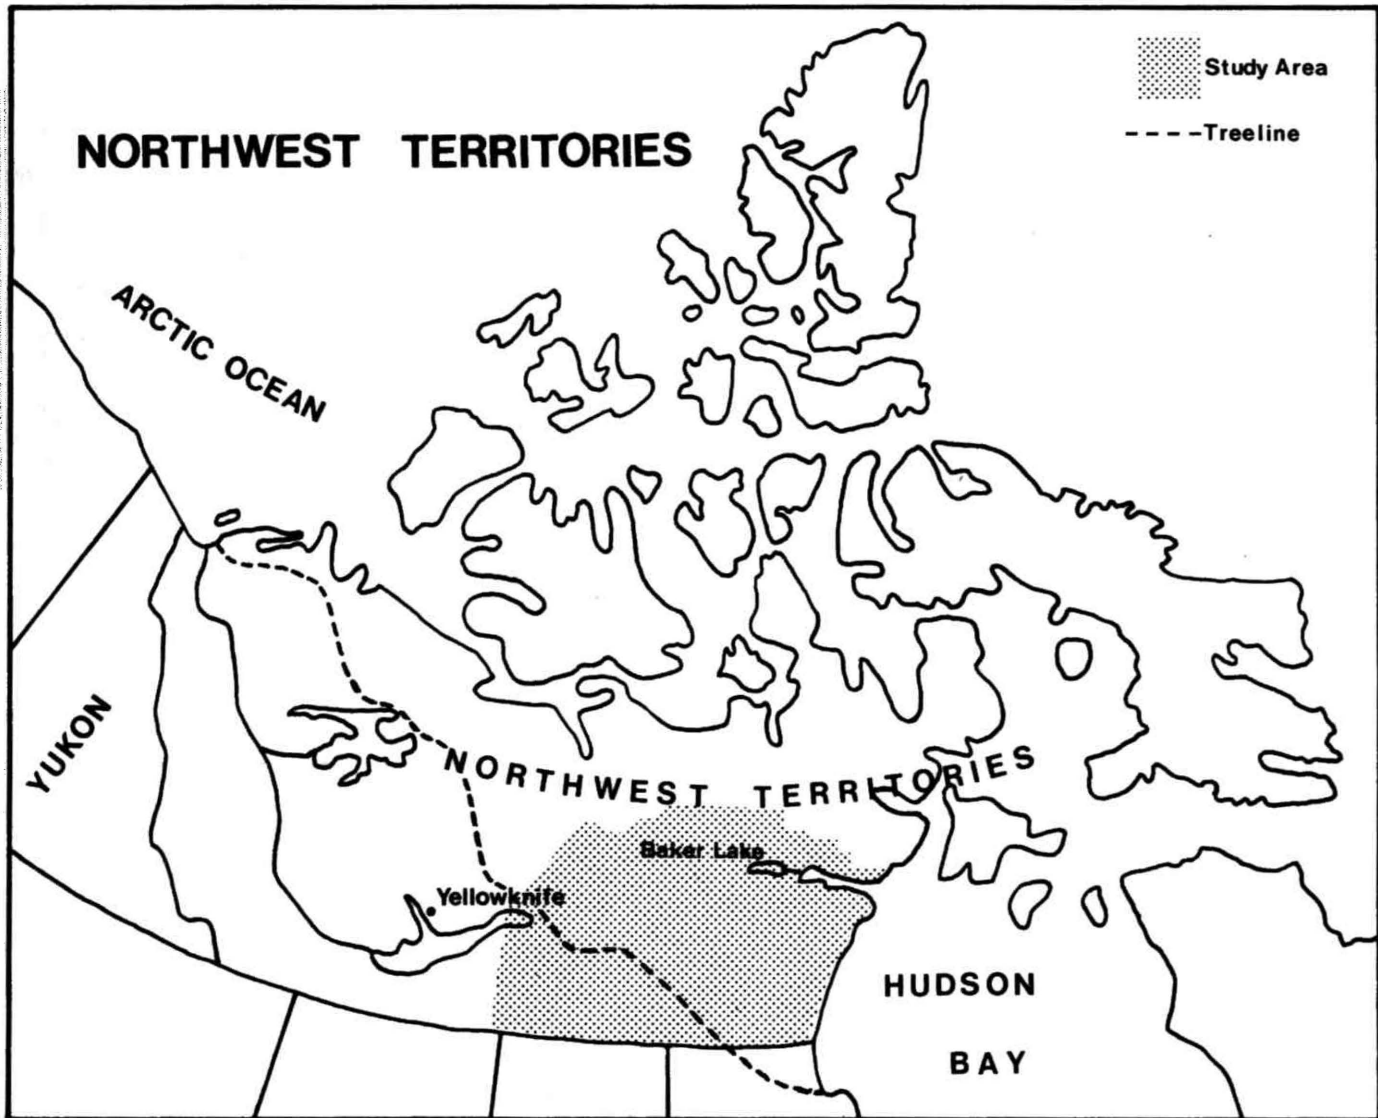 Study Area
Treeline
NORTHWEST TERRITORIES
ARCTIC OCEAN
YUKON
NORTHWEST TERRITORIES
Baker Lake
Yellowknife
HUDSON
BAY